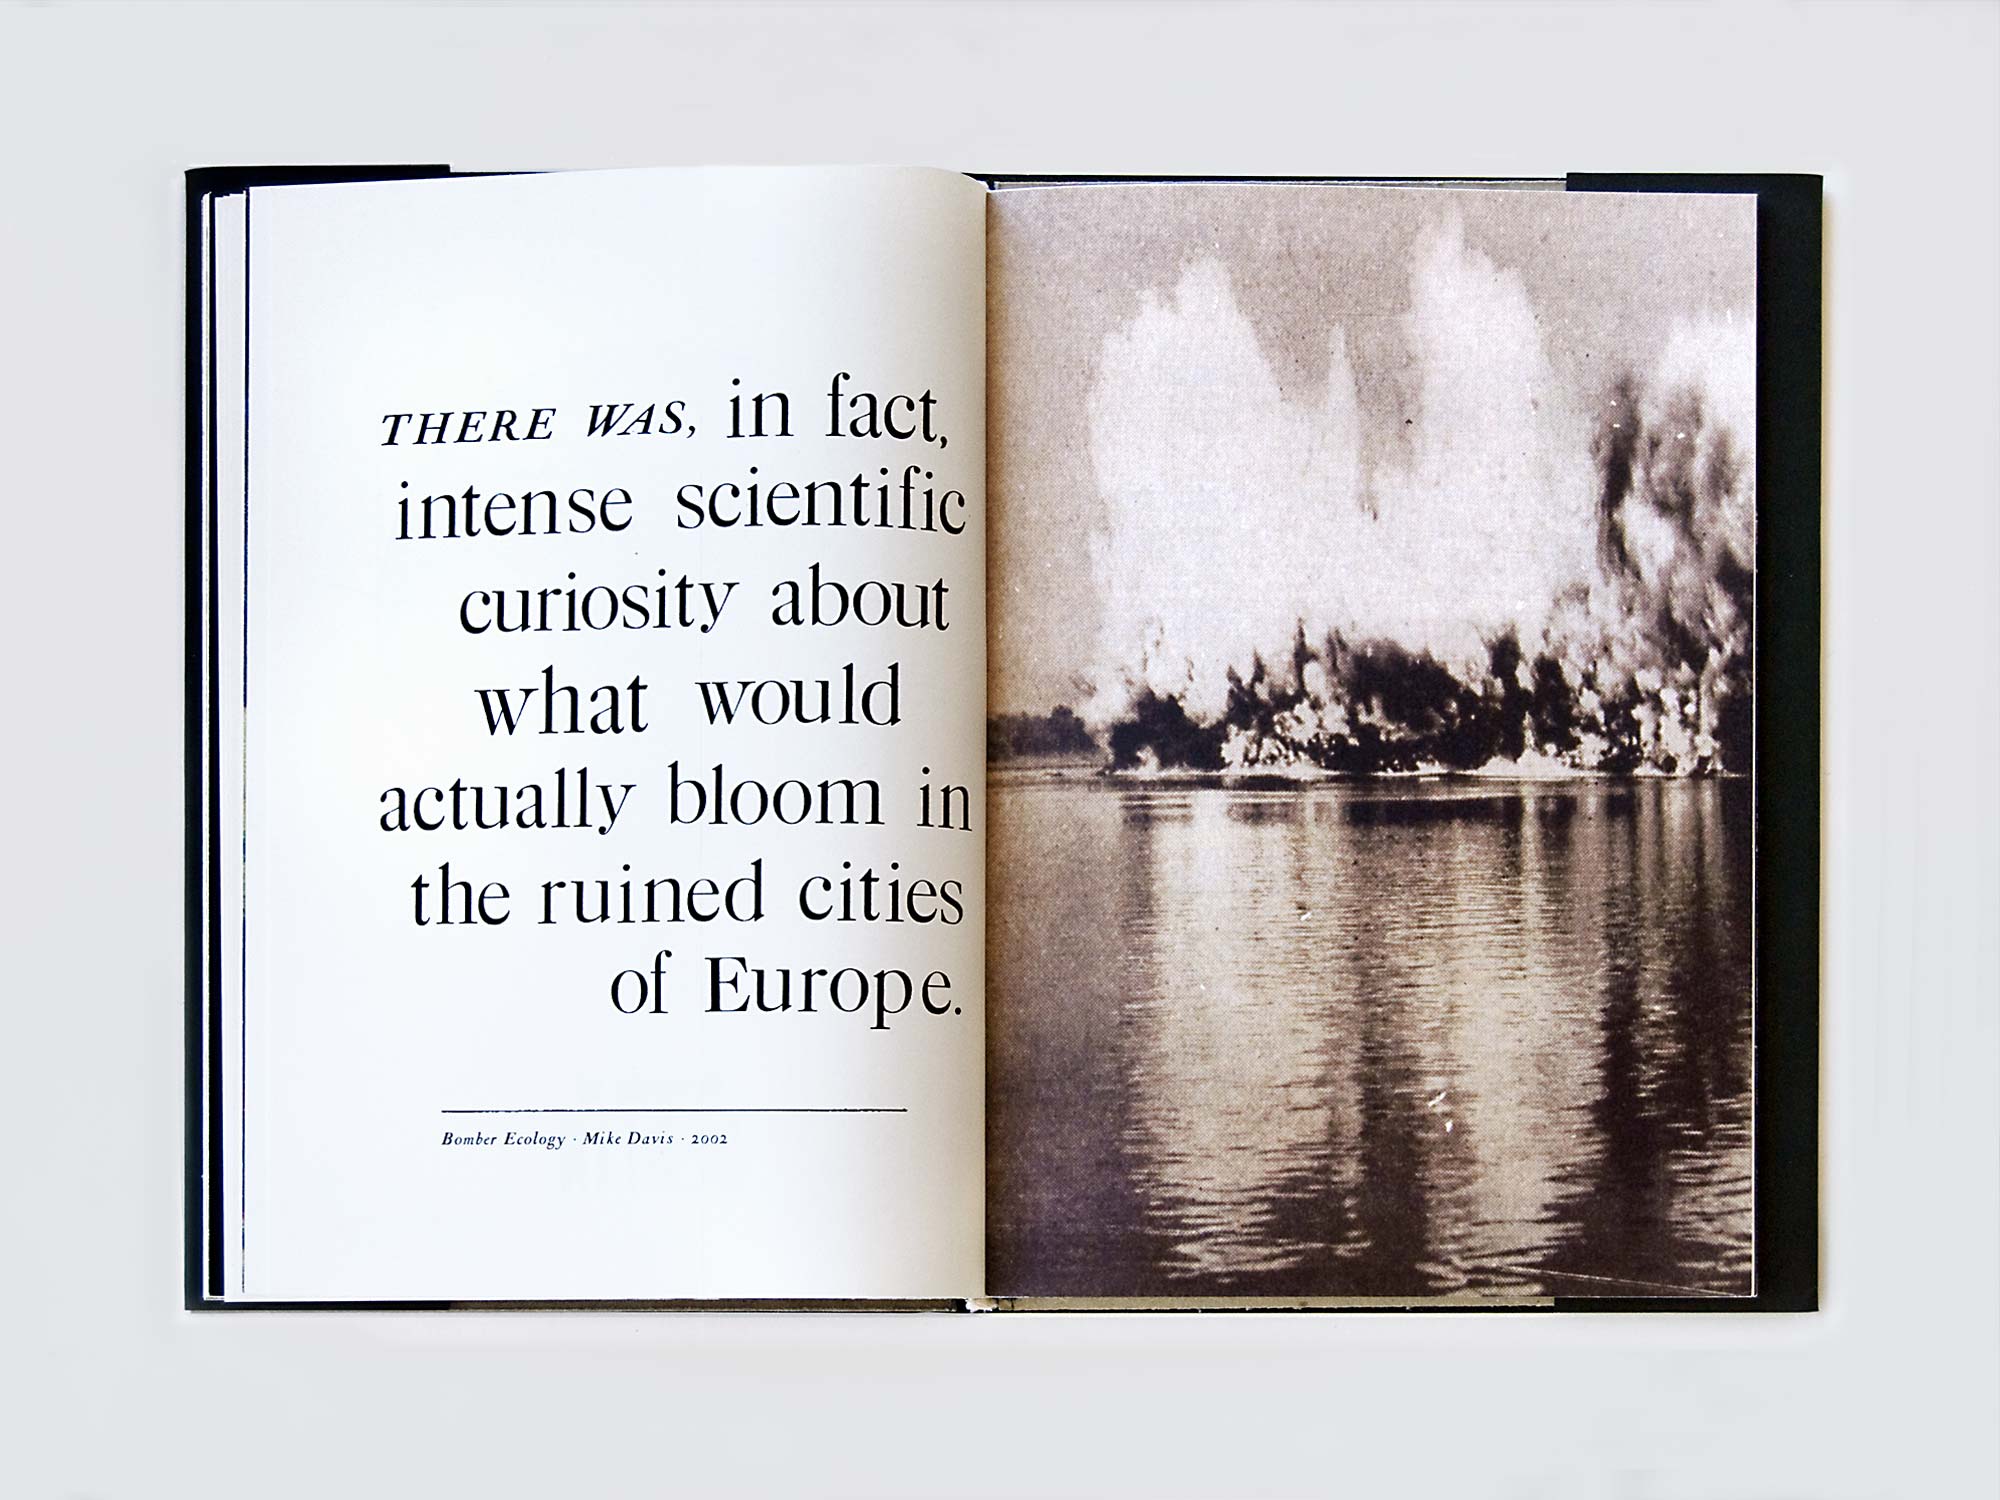 THERE WAS, in fact,
intense scientific
curiosity about
what would
actually bloom in
the ruined cities
of Europe.
Bomber Ecology · Mike Davis · 2002